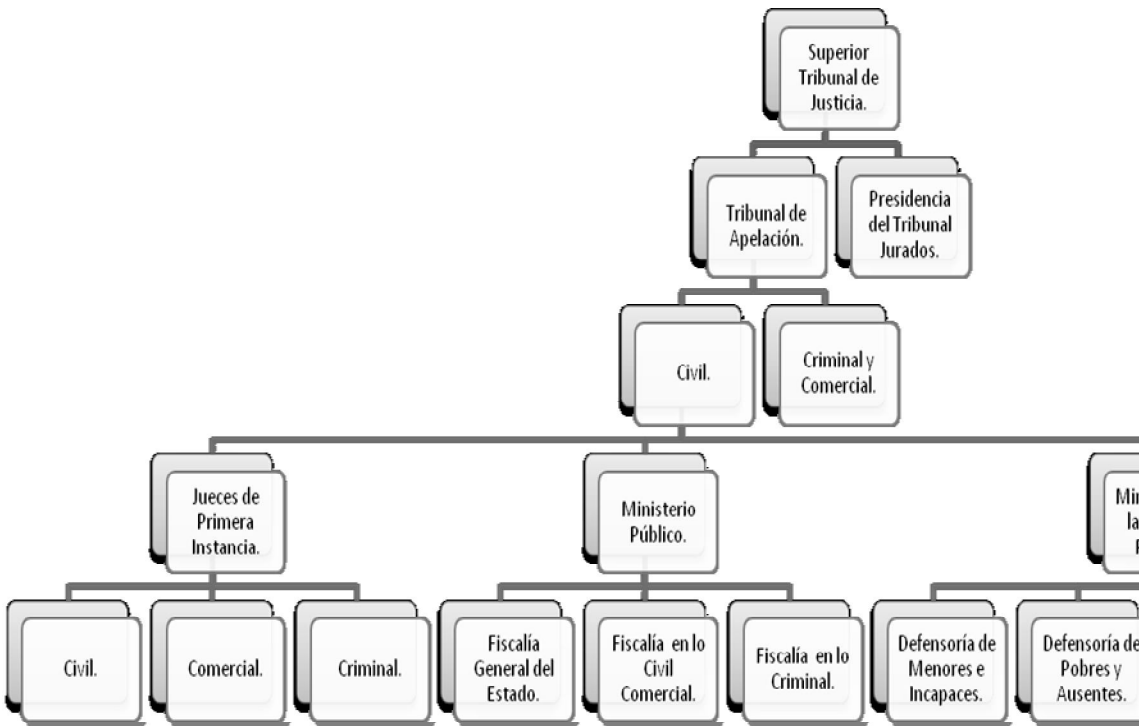 Superior
Tribunal de
Justicia.
Tribunal de
Apelación.
Presidencia
del Tribunal
Jurados.
Civil.
Criminal y
Comercial.
Jueces de
Primera
Instancia.
Ministerio
Público.
Civil.
Comercial.
Criminal.
Fiscalía
General del
Estado.
Fiscalía en lo
Civil
Comercial.
Fiscalía en lo
Criminal.
Defensoría de
Menores e
Incapaces.
Defensoría de
Pobres y
Ausentes.